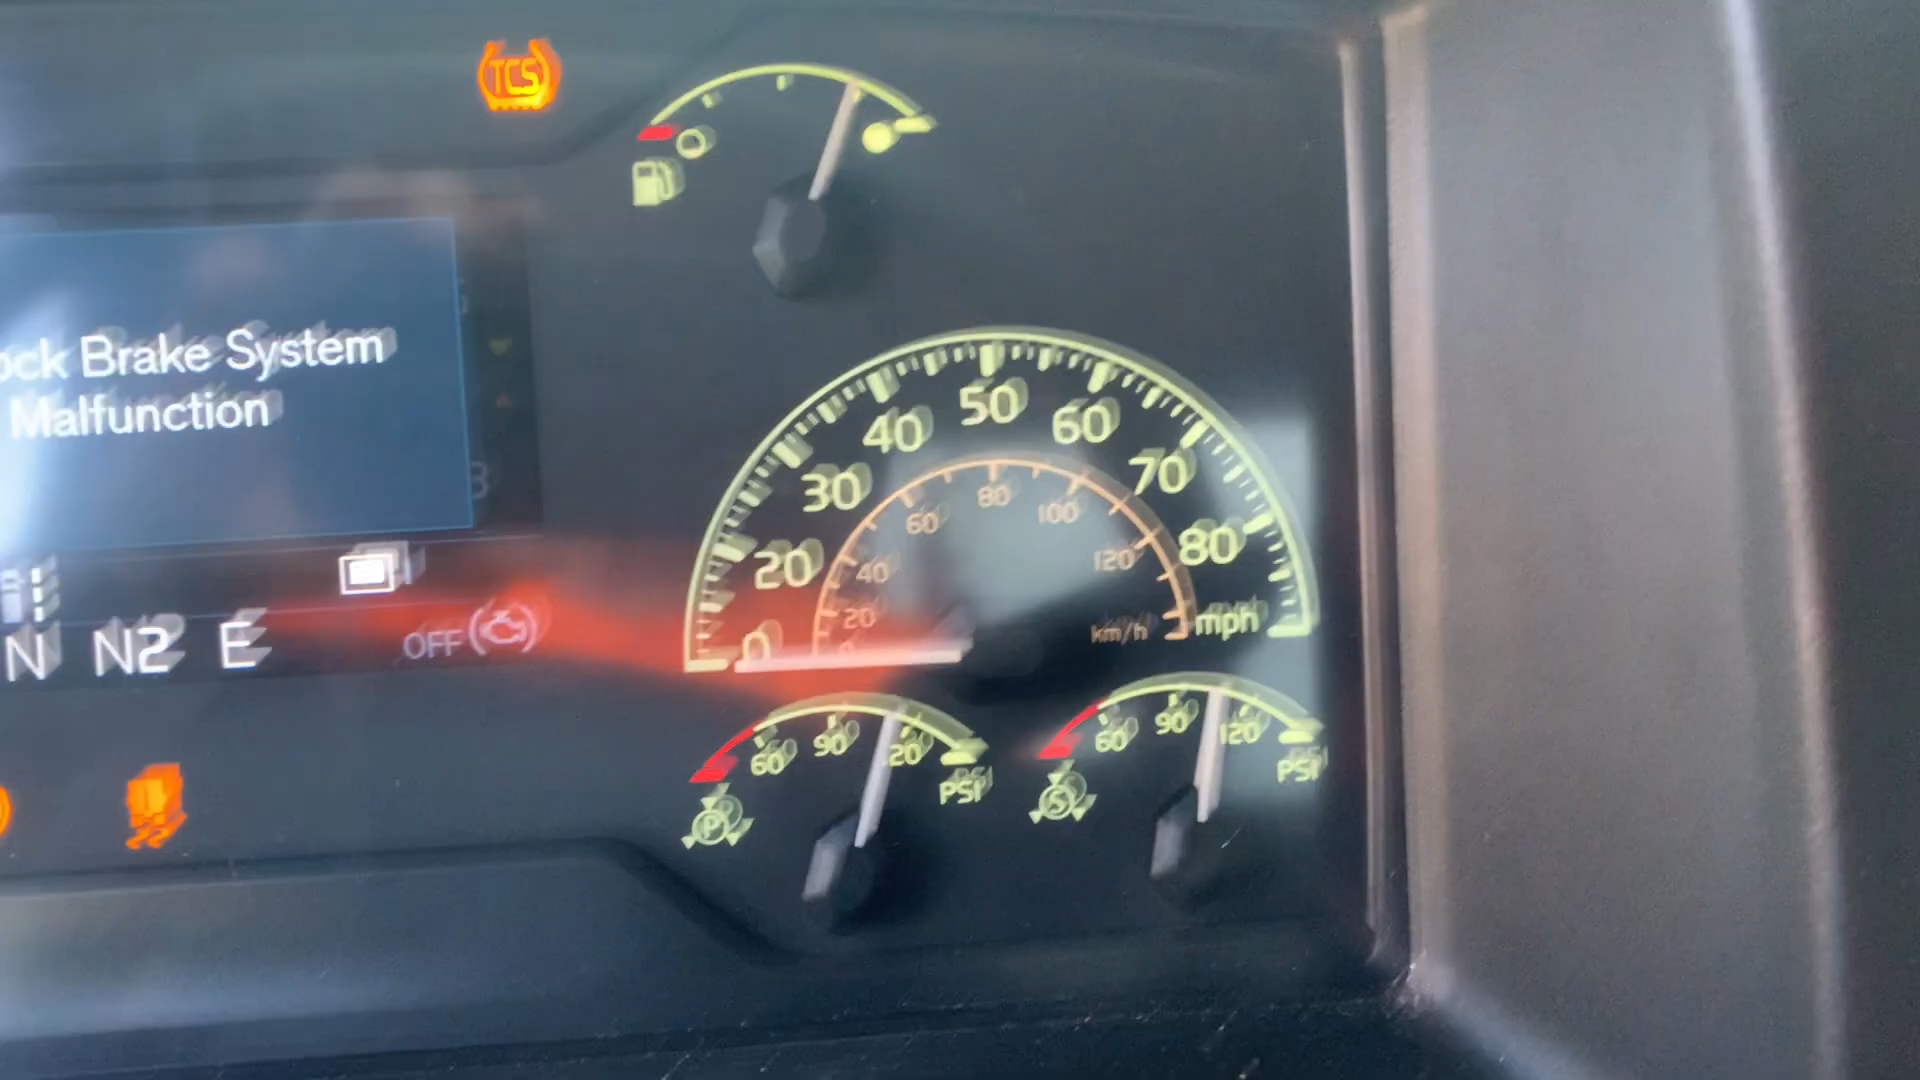 TCS
ock Brake System
Malfunction
N N2 E
OFF
0 20 30 40 50 60 70 80 mph
20 40 60 80 100 120 km/h
60 90 120 PSI
P
60 90 120 PSI
S